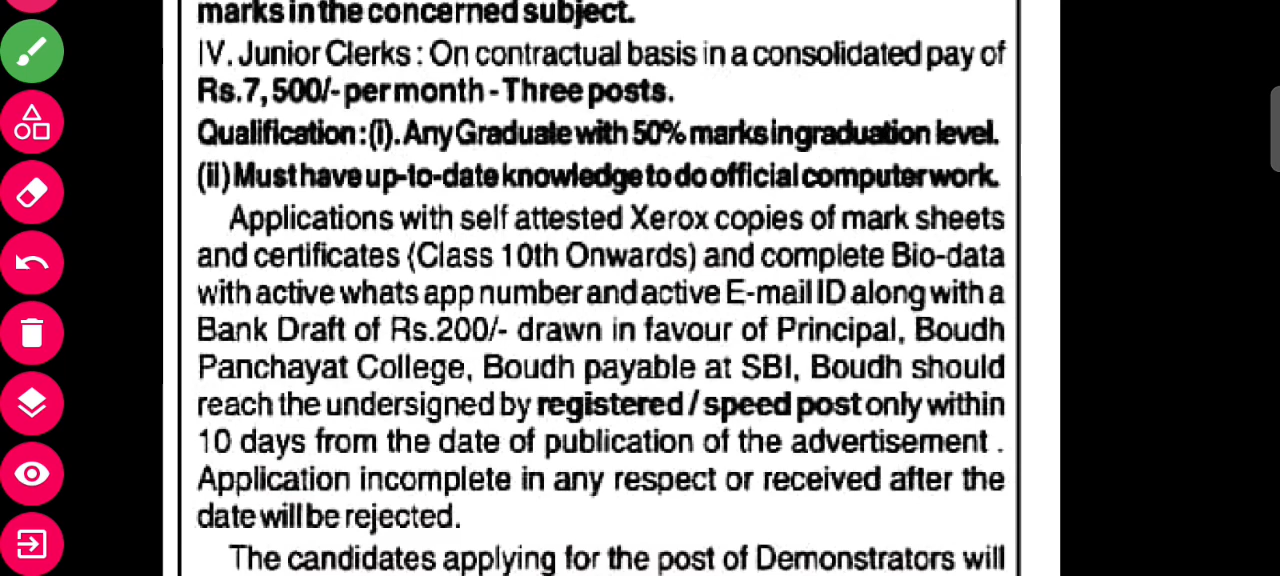 marks in the concerned subject.
IV. Junior Clerks : On contractual basis in a consolidated pay of
Rs.7,500/- per month - Three posts.
Qualification : (i). Any Graduate with 50% marks in graduation level.
(ii) Must have up-to-date knowledge to do official computer work.
Applications with self attested Xerox copies of mark sheets
and certificates (Class 10th Onwards) and complete Bio-data
with active whats app number and active E-mail ID along with a
Bank Draft of Rs.200/- drawn in favour of Principal, Boudh
Panchayat College, Boudh payable at SBI, Boudh should
reach the undersigned by registered / speed post only within
10 days from the date of publication of the advertisement .
Application incomplete in any respect or received after the
date will be rejected.
The candidates applying for the post of Demonstrators will